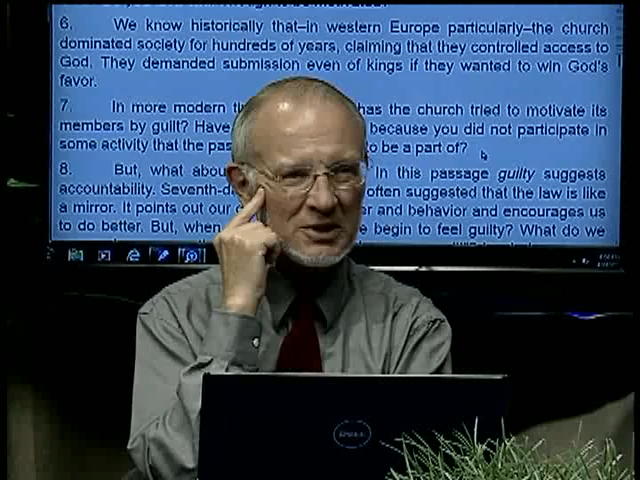 6. We know historically that–in western Europe particularly–the church
dominated society for hundreds of years, claiming that they controlled access to
God. They demanded submission even of kings if they wanted to win God's
favor.
7. In more modern has the church tried to motivate its
members by guilt? Have because you did not participate in
some activity that the to be a part of?
8. But, what In this passage guilty suggests
accountability. often suggested that the law is like
a mirror. It points out our and behavior and encourages us
to do better. But, when begin to feel guilty? What do we
DELL